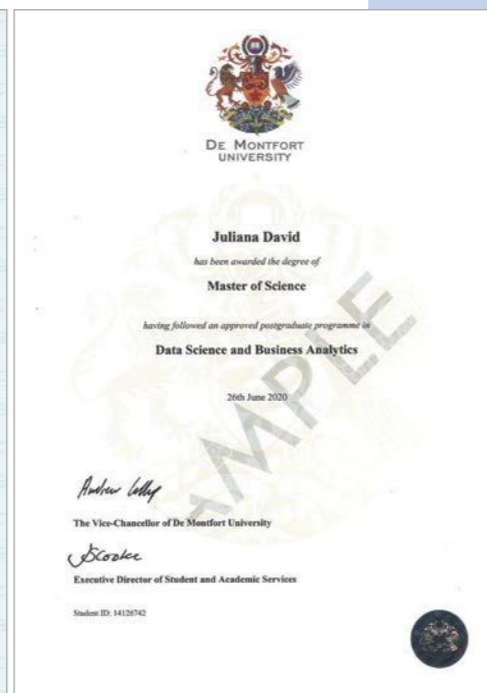 DE MONTFORT
UNIVERSITY
Juliana David
has been awarded the degree of
Master of Science
having followed an approved postgraduate programme in
Data Science and Business Analytics
26th June 2020
SAMPLE
The Vice-Chancellor of De Montfort University
Executive Director of Student and Academic Services
Student ID: 14126742